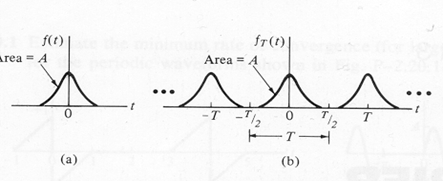 f(t)
Area = A
0
t
(a)
f_T(t)
Area = A
-T
-T/2
0
T/2
T
t
T
(b)